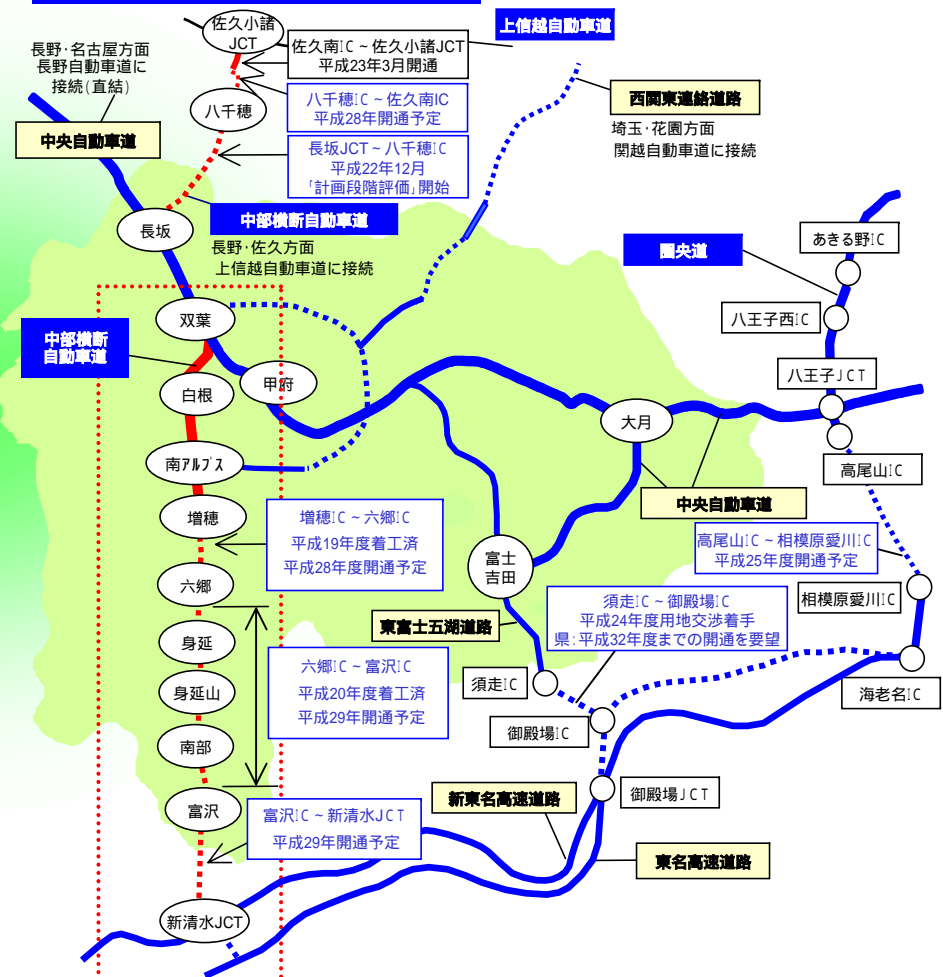 佐久小諸
JCT
上信越自動車道
長野･名古屋方面
長野自動車道に
接続(直結)
佐久南IC～佐久小諸JCT
平成23年3月開通
八千穂
八千穂IC～佐久南IC
平成28年開通予定
西関東連絡道路
埼玉･花園方面
関越自動車道に接続
中央自動車道
長坂JCT～八千穂IC
平成22年12月
「計画段階評価」開始
中部横断自動車道
長野･佐久方面
上信越自動車道に接続
長坂
圏央道
あきる野IC
双葉
八王子西IC
中部横断
自動車道
八王子JCT
甲府
白根
大月
南アルプス
高尾山IC
中央自動車道
増穂
増穂IC～六郷IC
平成19年度着工済
平成28年度開通予定
高尾山IC～相模原愛川IC
平成25年度開通予定
富士
吉田
六郷
相模原愛川IC
須走IC～御殿場IC
平成24年度用地交渉着手
県:平成32年度までの開通を要望
東富士五湖道路
身延
六郷IC～富沢IC
平成20年度着工済
平成29年開通予定
須走IC
身延山
海老名IC
御殿場IC
南部
御殿場JCT
新東名高速道路
富沢
富沢IC～新清水JCT
平成29年開通予定
東名高速道路
新清水JCT